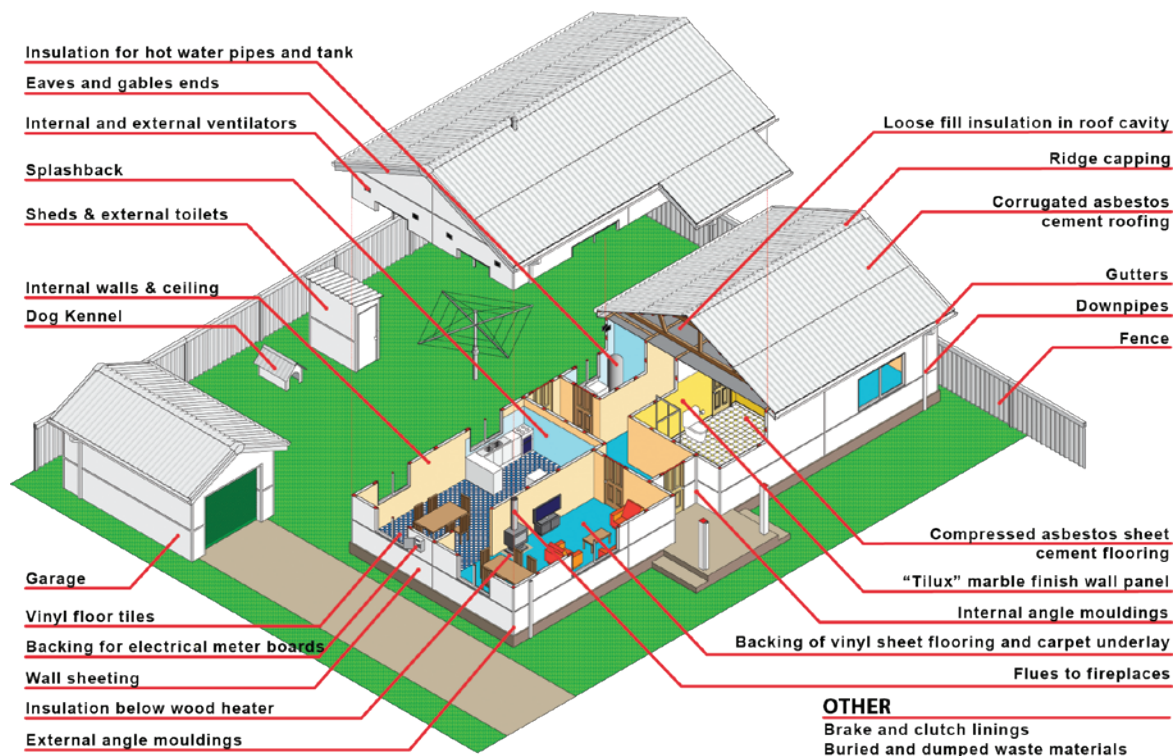 Insulation for hot water pipes and tank
Eaves and gables ends
Internal and external ventilators
Splashback
Sheds & external toilets
Internal walls & ceiling
Dog Kennel
Garage
Vinyl floor tiles
Backing for electrical meter boards
Wall sheeting
Insulation below wood heater
External angle mouldings
Loose fill insulation in roof cavity
Ridge capping
Corrugated asbestos
cement roofing
Gutters
Downpipes
Fence
Compressed asbestos sheet
cement flooring
“Tilux” marble finish wall panel
Internal angle mouldings
Backing of vinyl sheet flooring and carpet underlay
Flues to fireplaces
OTHER
Brake and clutch linings
Buried and dumped waste materials